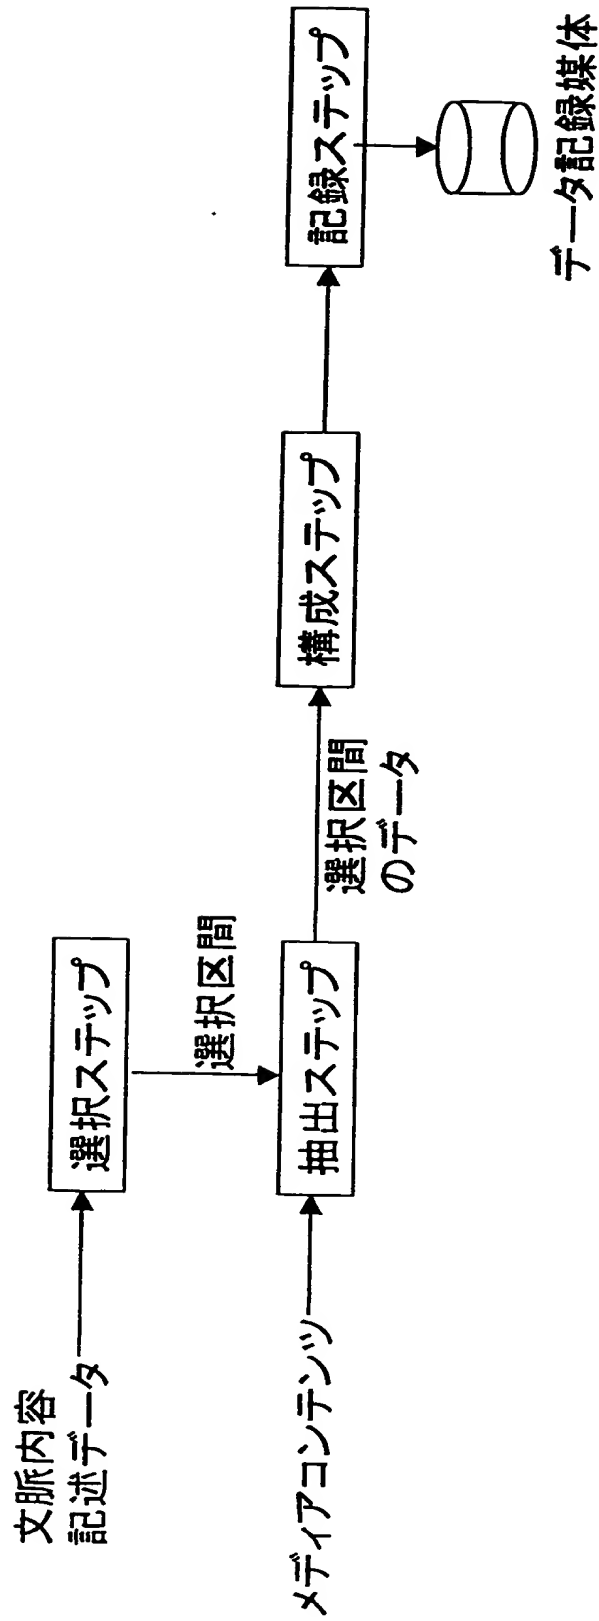 文脈内容
記述データ
選択ステップ
選択区間
メディアコンテンツ
抽出ステップ
選択区間
のデータ
構成ステップ
記録ステップ
データ記録媒体